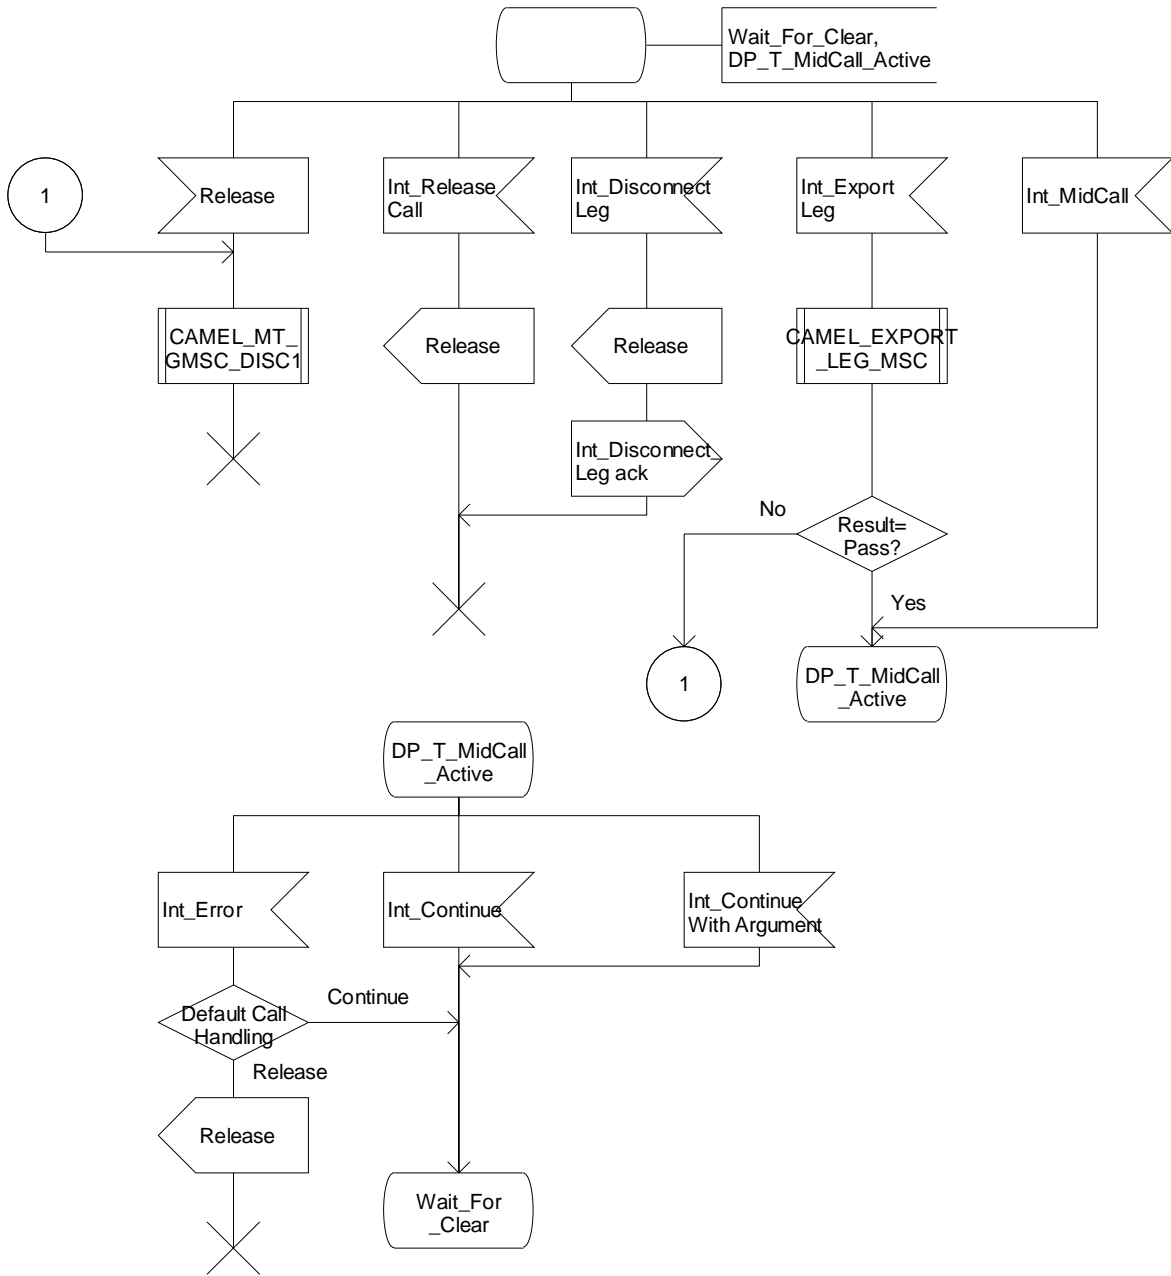 Wait_For_Clear,
DP_T_MidCall_Active
1
Release
Int_Release
Call
Int_Disconnect
Leg
Int_Export
Leg
Int_MidCall
CAMEL_MT_
GMSC_DISC1
Release
Release
CAMEL_EXPORT
_LEG_MSC
Int_Disconnect_
Leg ack
No
Result=
Pass?
Yes
1
DP_T_MidCall
_Active
DP_T_MidCall
_Active
Int_Error
Int_Continue
Int_Continue_
With Argument
Default Call
Handling
Continue
Release
Release
Wait_For
_Clear